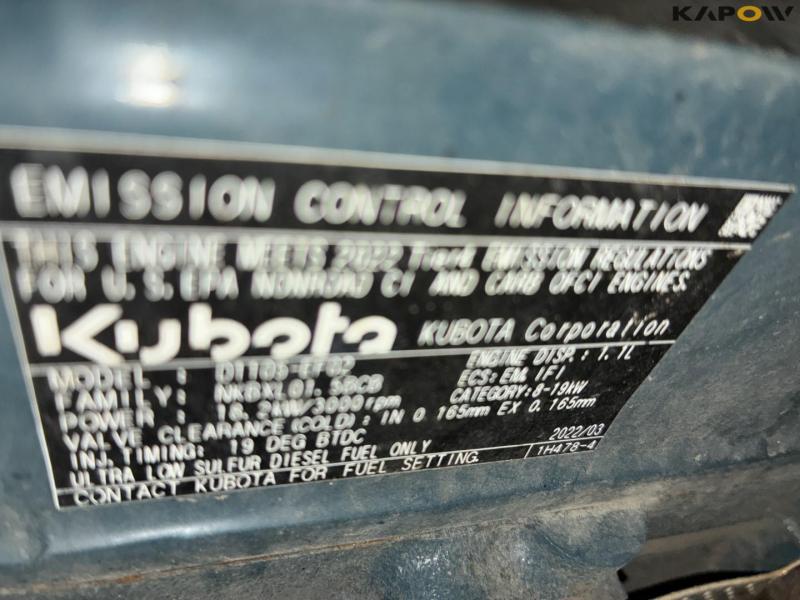 KAPOW
EMISSION CONTROL INFORMATION
THIS ENGINE MEETS 2022 EMISSION REGULATIONS
FOR U.S. EPA NONROAD CI AND CARB OFCI ENGINES.
Kubota KUBOTA Corporation
MODEL : ENGINE DISP.: 1.1L
FAMILY: ECS: EM, IFI
POWER : 18.2kW/3000rpm CATEGORY: 8-19kW
VALVE CLEARANCE (COLD): IN 0.165mm EX 0.165mm
INJ. TIMING: 19 DEG BTDC
ULTRA LOW SULFUR DIESEL FUEL ONLY 2022/03
CONTACT KUBOTA FOR FUEL SETTING. 1H478-4